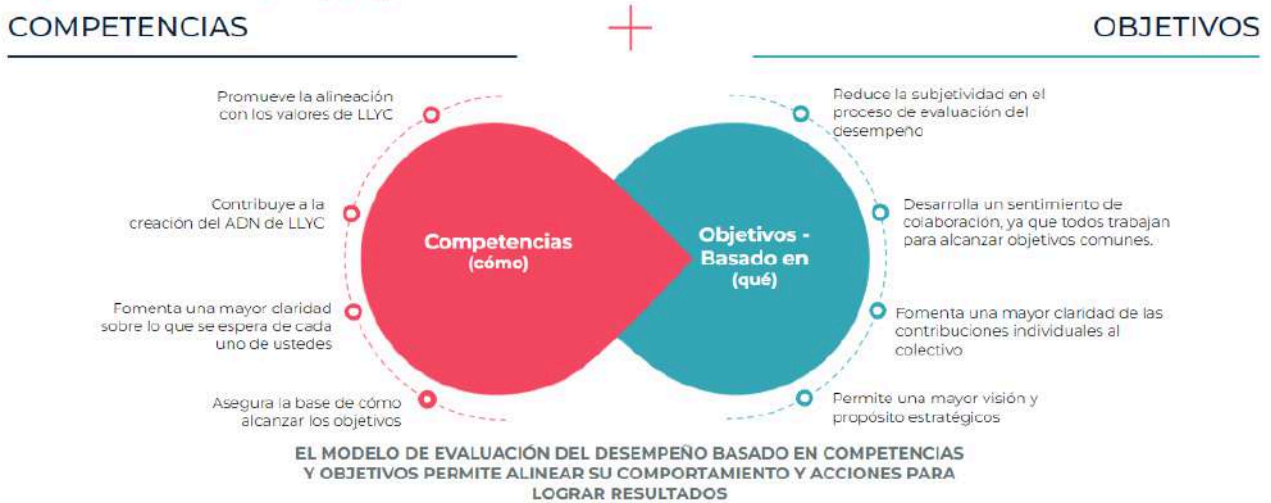 COMPETENCIAS
OBJETIVOS
Promueve la alineación
con los valores de LLYC
Contribuye a la
creación del ADN de LLYC
Fomenta una mayor claridad
sobre lo que se espera de cada
uno de ustedes
Asegura la base de cómo
alcanzar los objetivos
Competencias
(cómo)
Objetivos -
Basado en
(qué)
Reduce la subjetividad en el
proceso de evaluación del
desempeño
Desarrolla un sentimiento de
colaboración, ya que todos trabajan
para alcanzar objetivos comunes.
Fomenta una mayor claridad de las
contribuciones individuales al
colectivo
Permite una mayor visión y
propósito estratégicos
EL MODELO DE EVALUACIÓN DEL DESEMPEÑO BASADO EN COMPETENCIAS
Y OBJETIVOS PERMITE ALINEAR SU COMPORTAMIENTO Y ACCIONES PARA
LOGRAR RESULTADOS